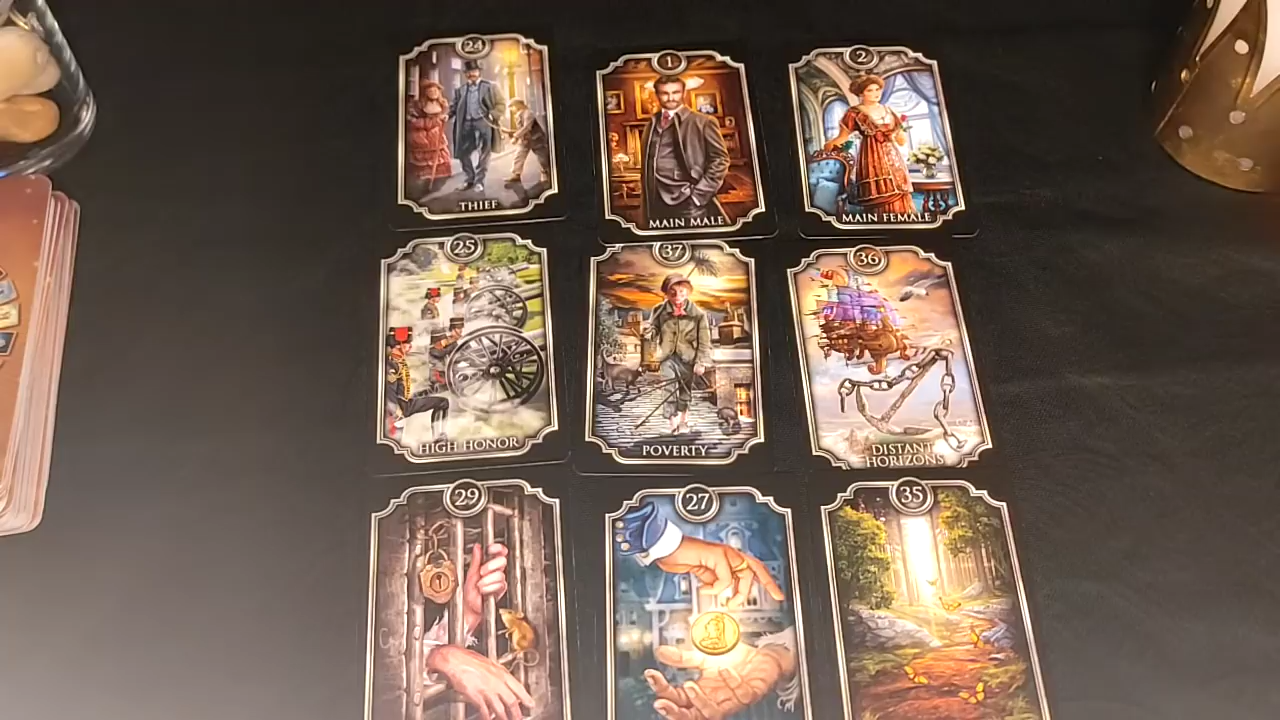 24
1
2
THIEF
MAIN MALE
MAIN FEMALE
25
37
36
HIGH HONOR
POVERTY
DISTANT
HORIZONS
29
27
35